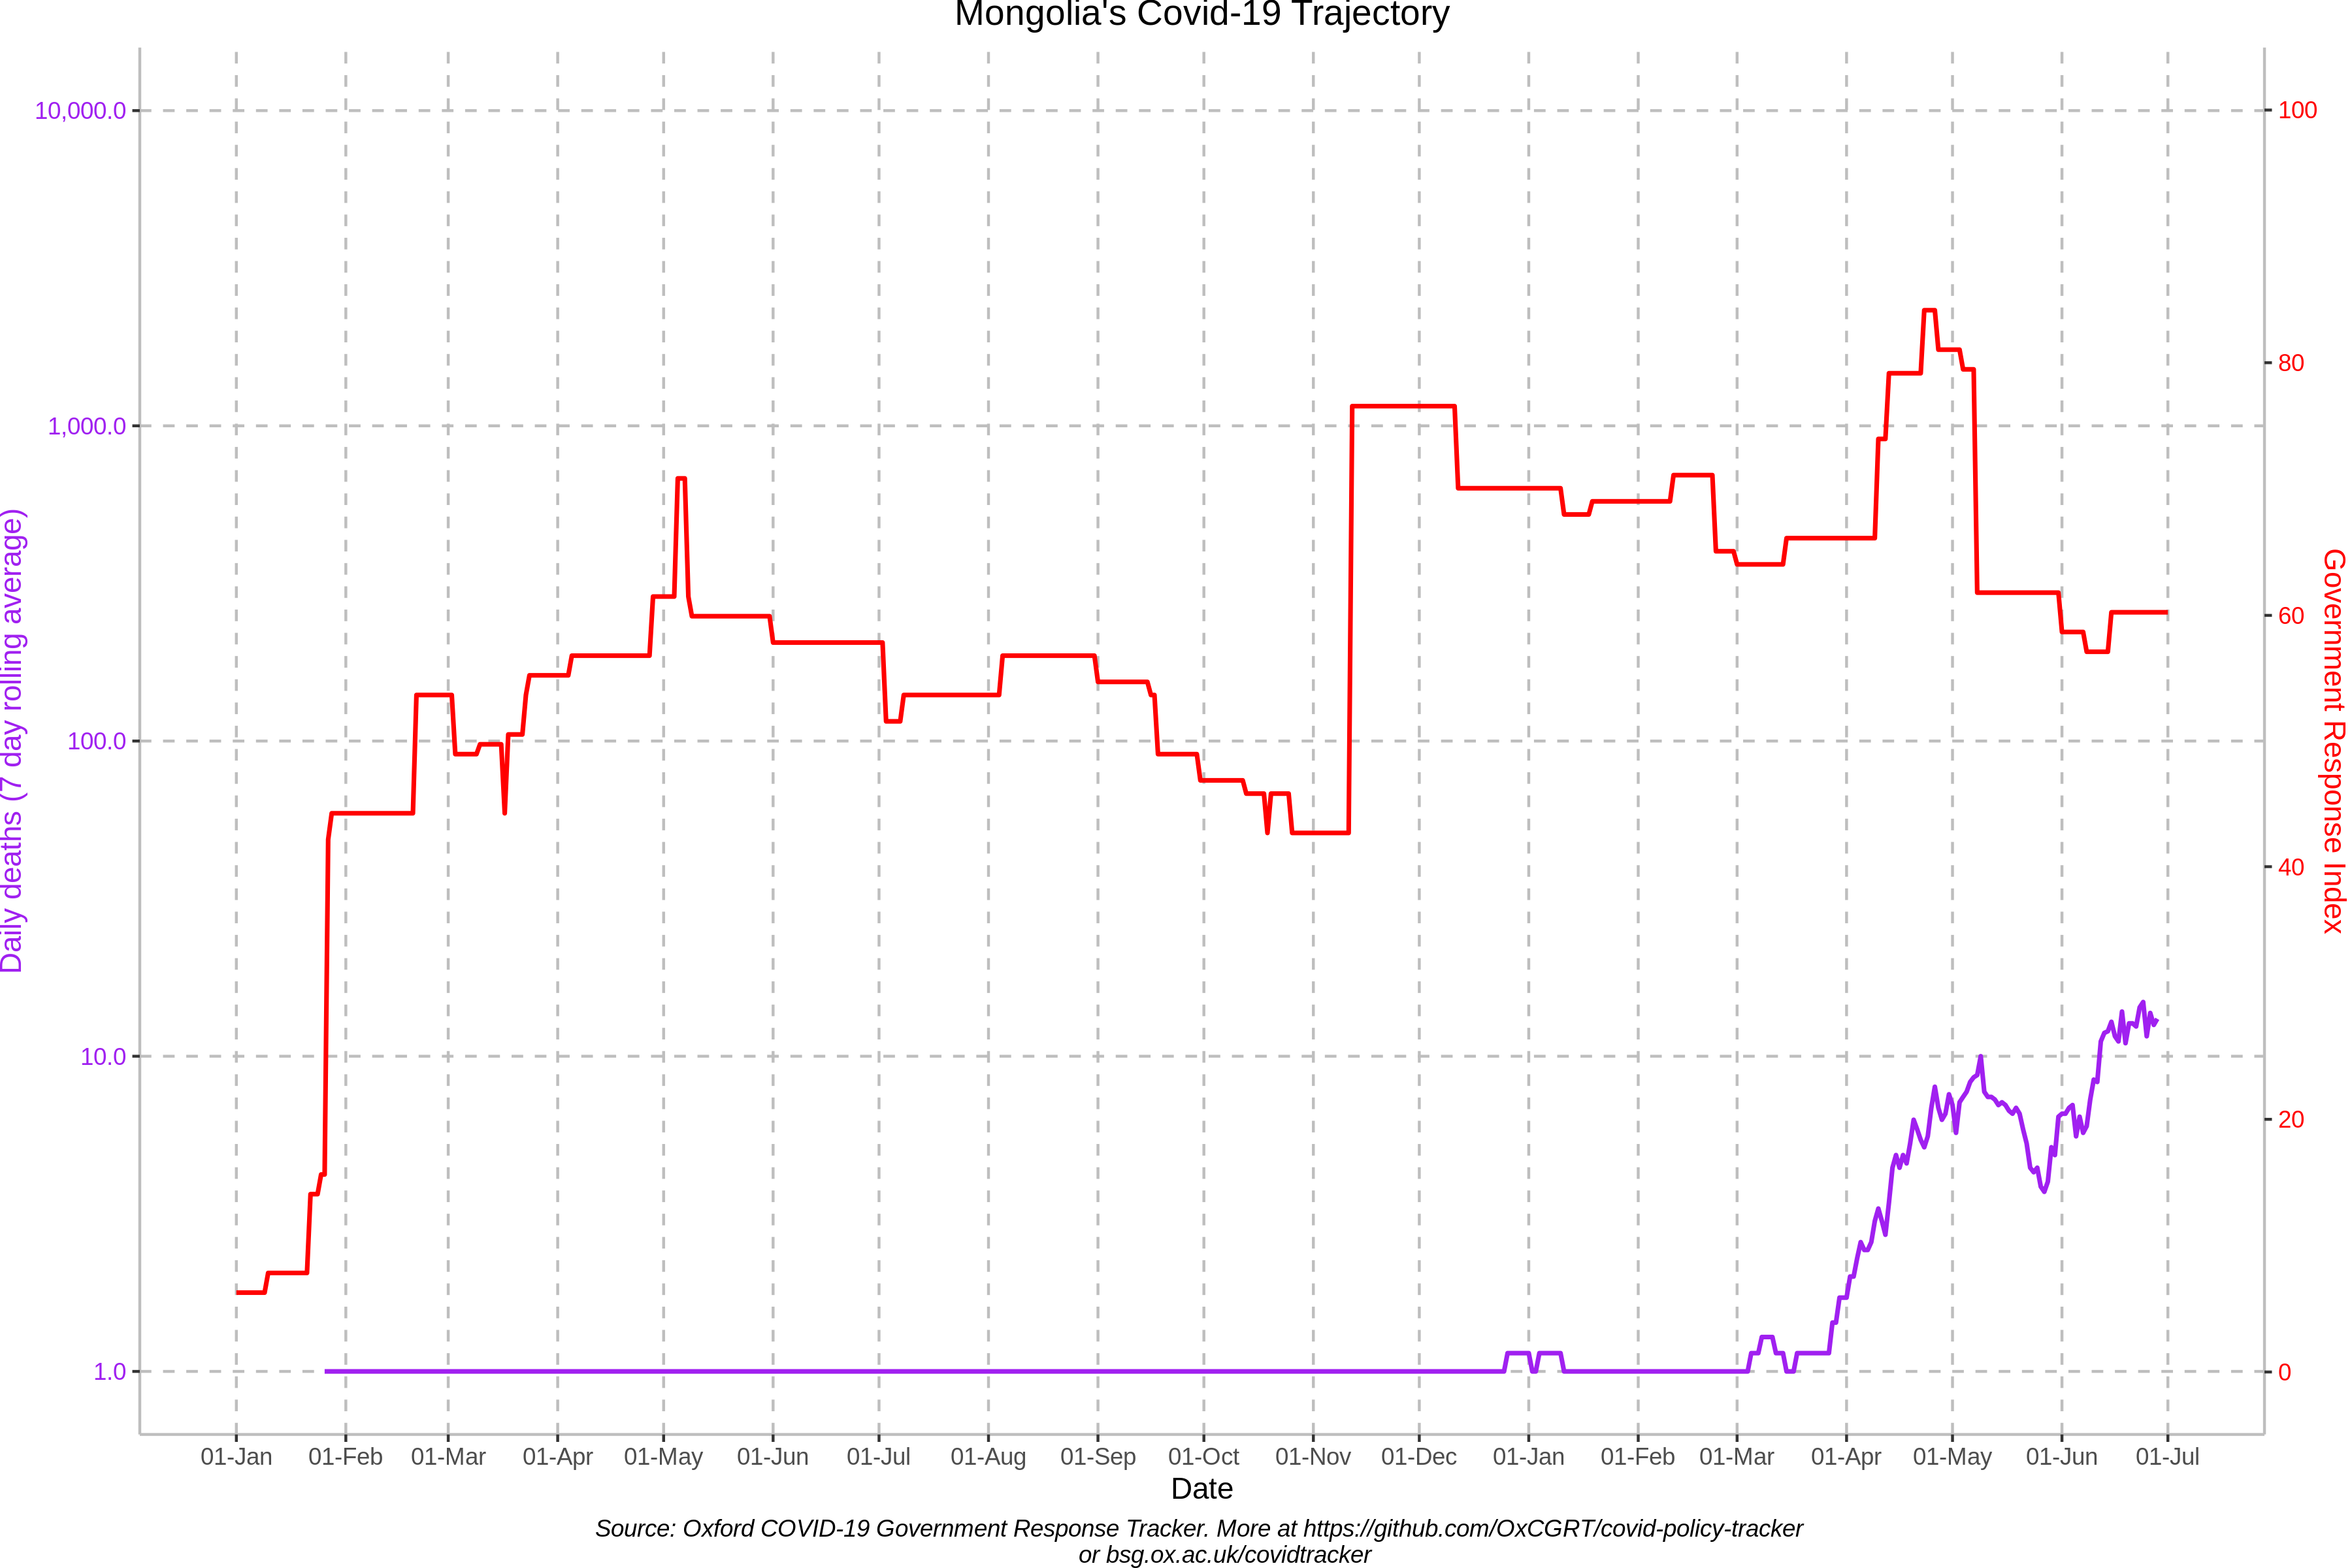 Mongolia's Covid-19 Trajectory
10,000.0
1,000.0
100.0
10.0
1.0
Daily deaths (7 day rolling average)
100
80
60
40
20
0
Government Response Index
01-Jan 01-Feb 01-Mar 01-Apr 01-May 01-Jun 01-Jul 01-Aug 01-Sep 01-Oct 01-Nov 01-Dec 01-Jan 01-Feb 01-Mar 01-Apr 01-May 01-Jun 01-Jul
Date
Source: Oxford COVID-19 Government Response Tracker. More at https://github.com/OxCGRT/covid-policy-tracker
or bsg.ox.ac.uk/covidtracker